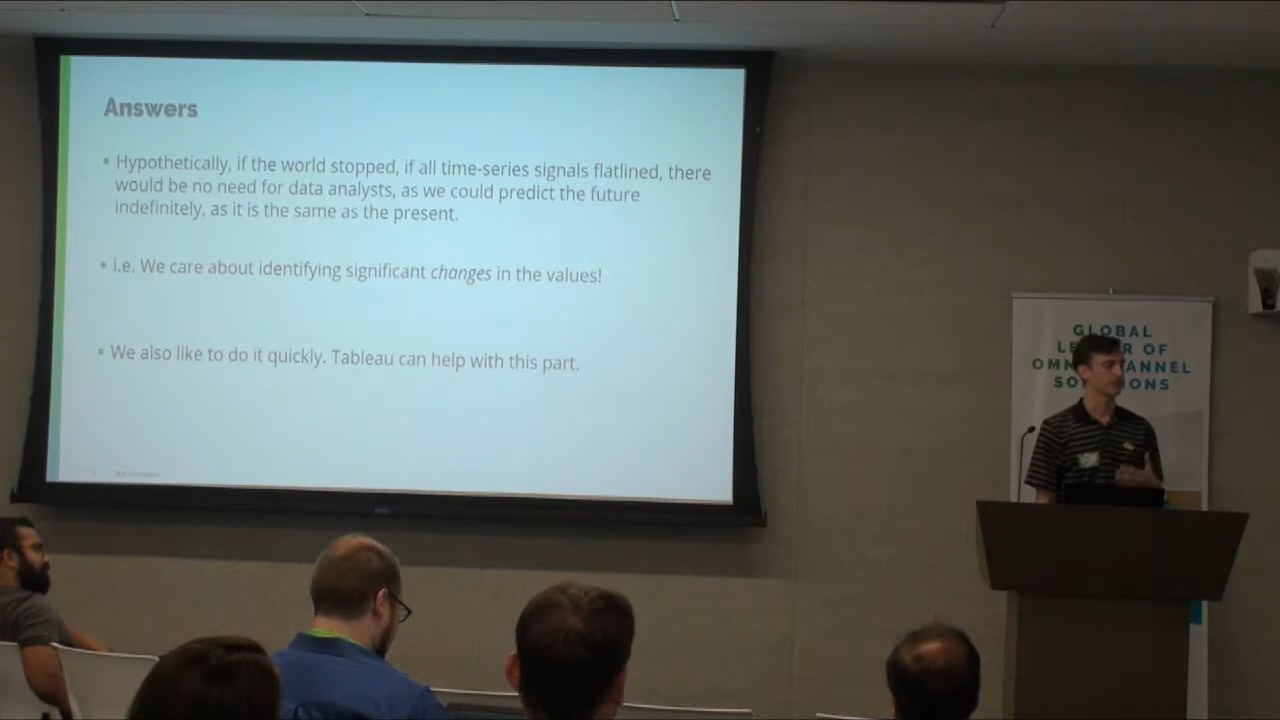 Answers
• Hypothetically, if the world stopped, if all time-series signals flatlined, there
would be no need for data analysts, as we could predict the future
indefinitely, as it is the same as the present.
• i.e. We care about identifying significant changes in the values!
• We also like to do it quickly. Tableau can help with this part.
GLOBAL
OF